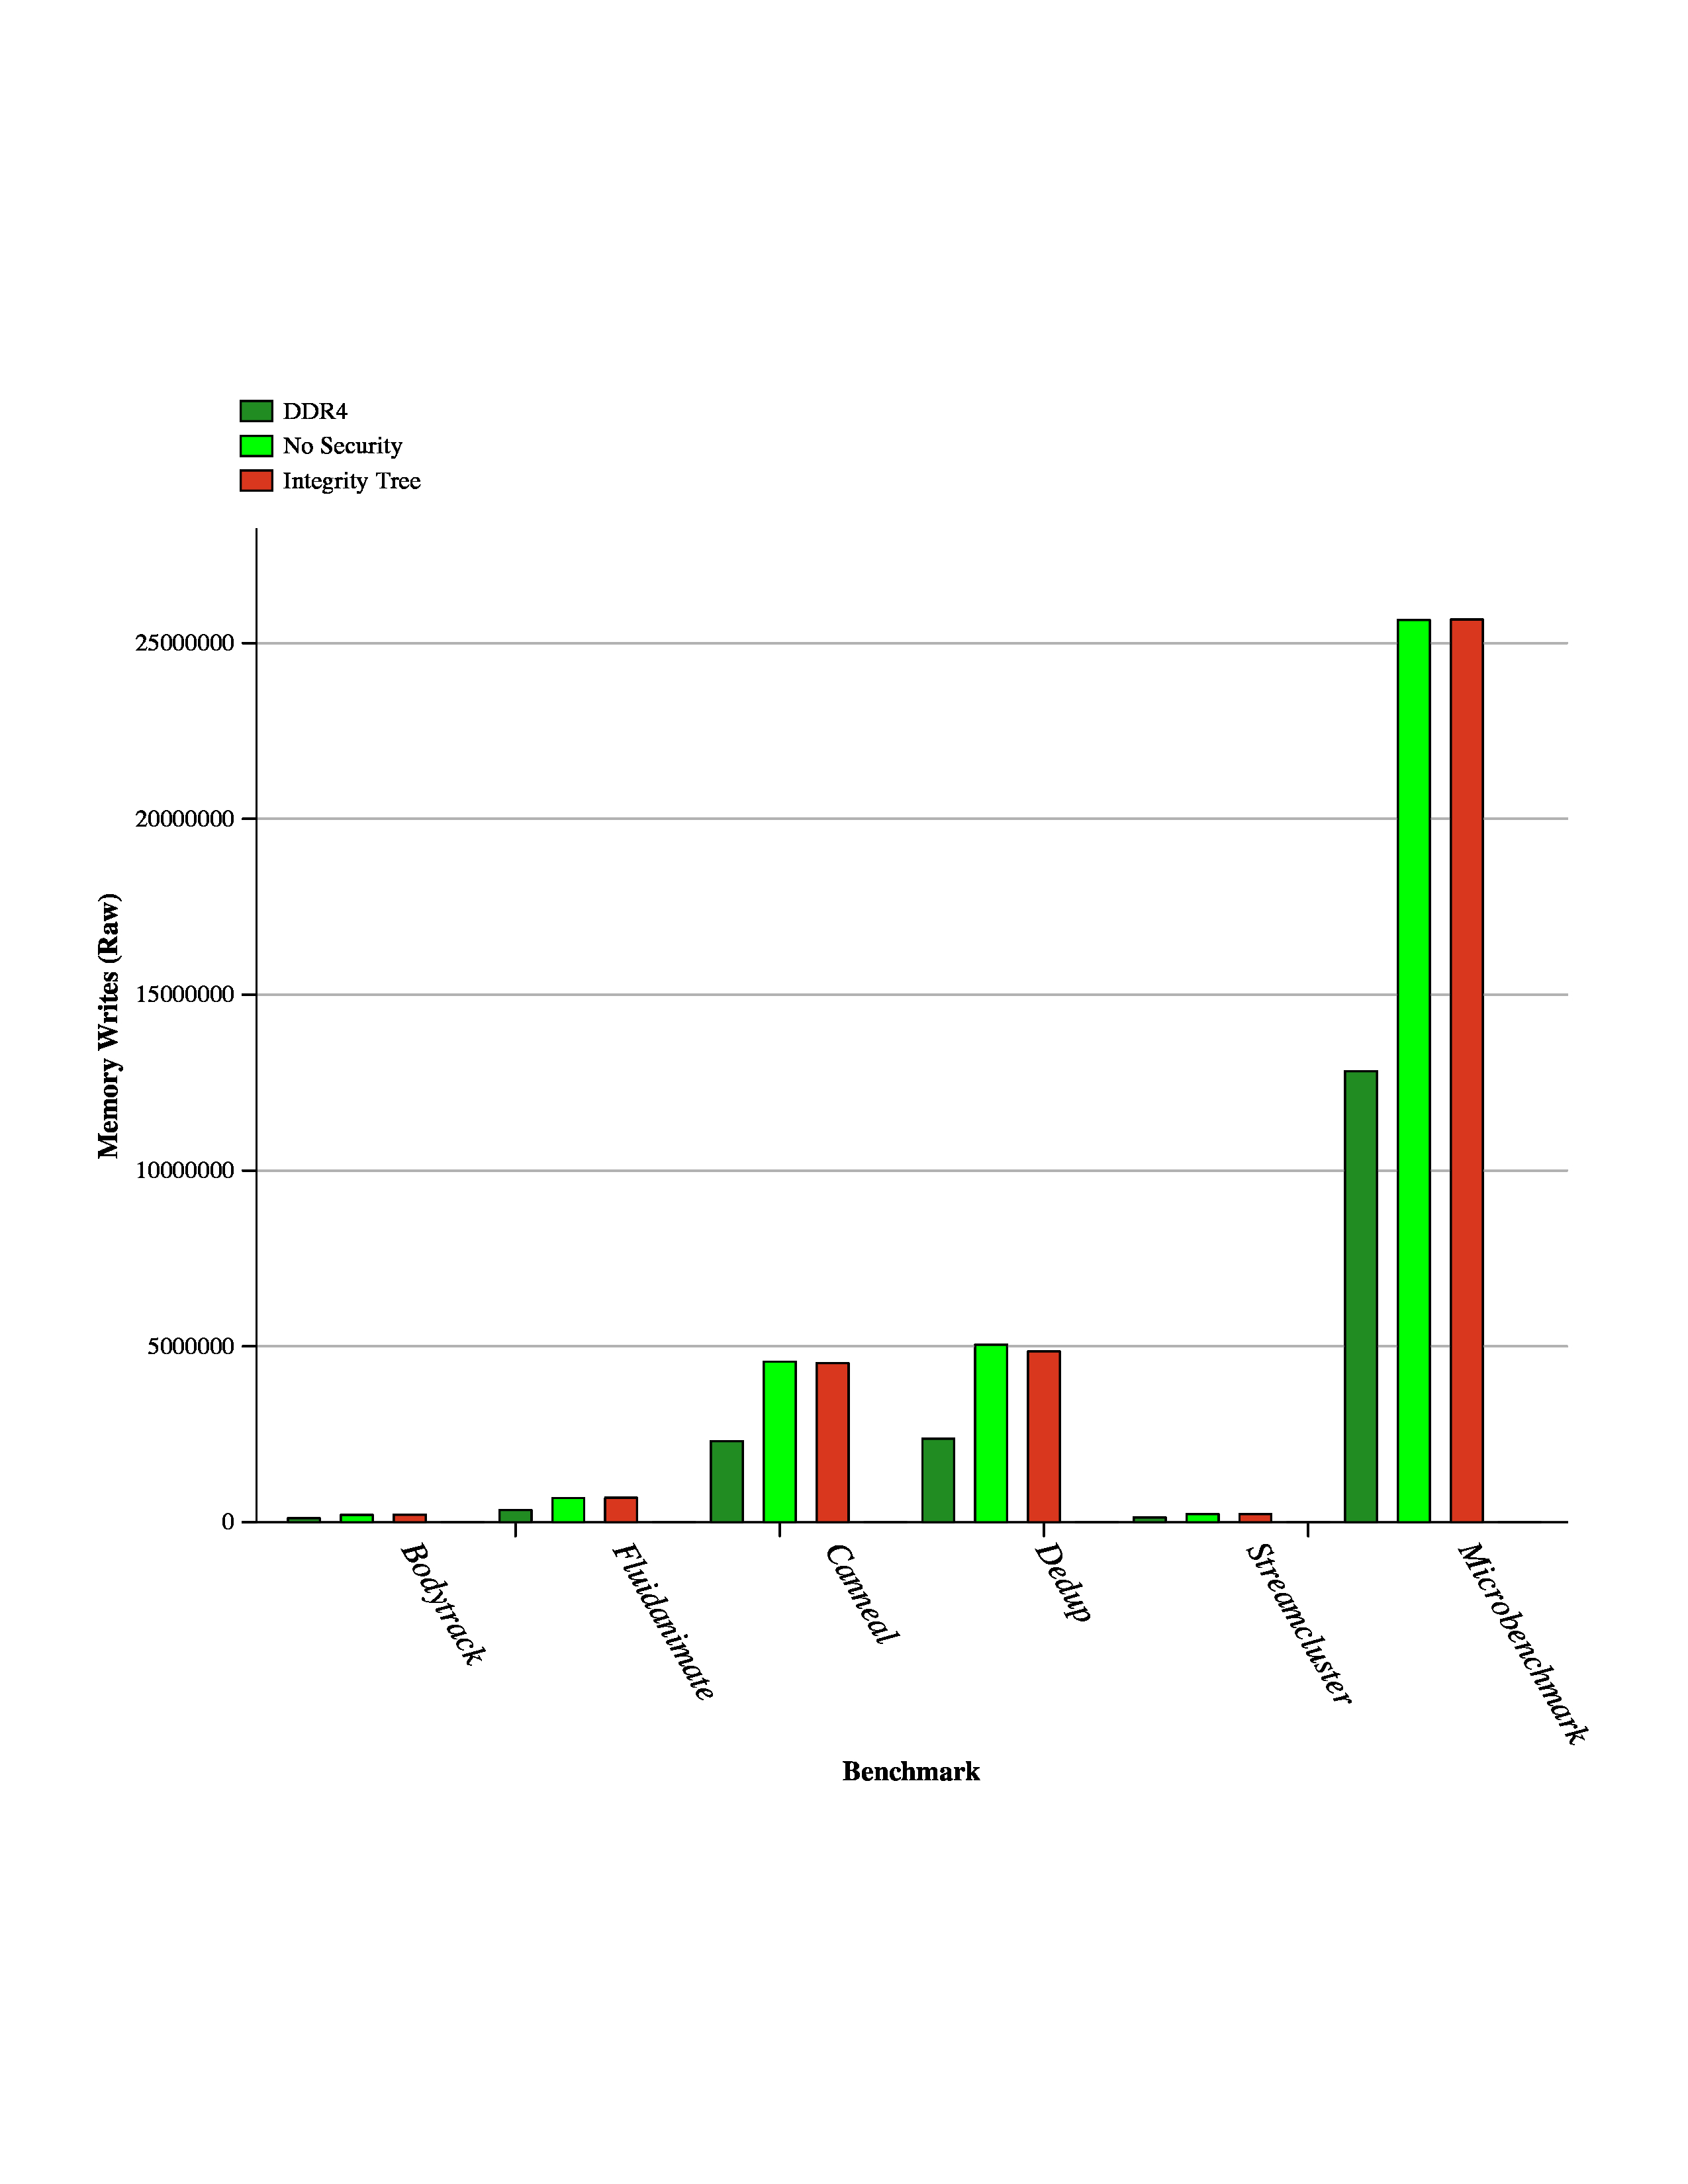 DDR4
No Security
Integrity Tree
25000000
20000000
15000000
10000000
5000000
0
Memory Writes (Raw)
Bodytrack
Fluidanimate
Canneal
Dedup
Streamcluster
Microbenchmark
Benchmark